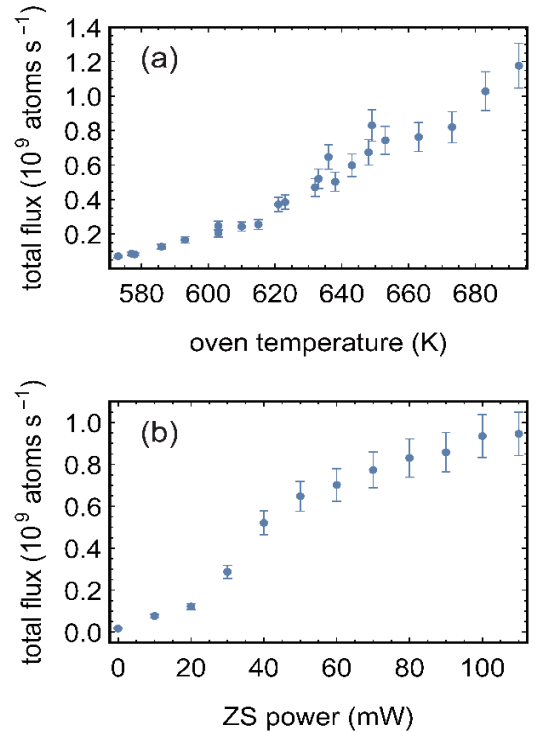 (a)
total flux (10⁹ atoms s⁻¹)
1.4
1.2
1.0
0.8
0.6
0.4
0.2
580 600 620 640 660 680
oven temperature (K)
(b)
total flux (10⁹ atoms s⁻¹)
1.0
0.8
0.6
0.4
0.2
0.0
0 20 40 60 80 100
ZS power (mW)